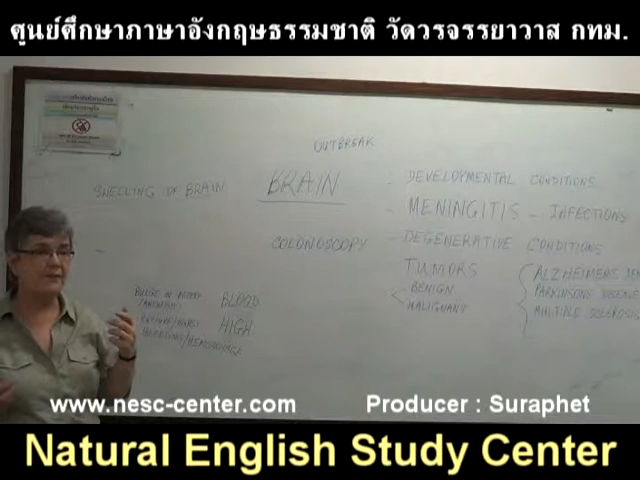 ศูนย์ศึกษาภาษาอังกฤษธรรมชาติ วัดวรจรรยาวาส กทม.
OUTBREAK
SWELLING OF BRAIN
BRAIN
- DEVELOPMENTAL CONDITIONS
- MENINGITIS - INFECTIONS
COLONOSCOPY
- DEGENERATIVE CONDITIONS
TUMORS
BENIGN
MALIGNANT
ALZHEIMERS
PARKINSONS DISEASE
MULTIPLE
BLOOD
HIGH
www.nesc-center.com
Producer : Suraphet
Natural English Study Center